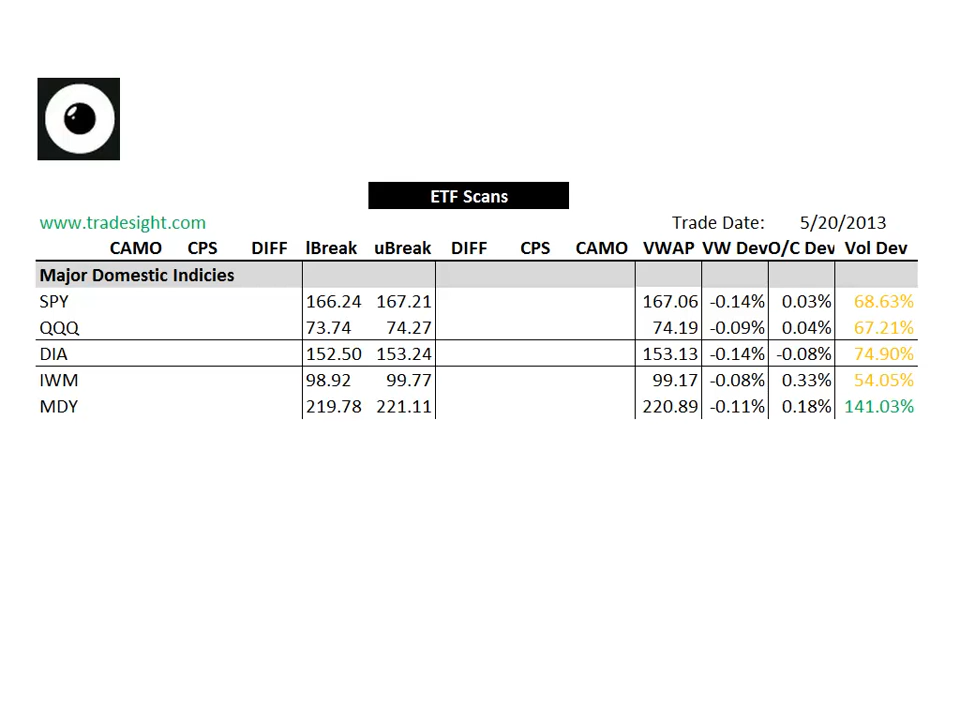 ETF Scans
www.tradesight.com Trade Date: 5/20/2013
CAMO CPS DIFF lBreak uBreak DIFF CPS CAMO VWAP VW Dev O/C Dev Vol Dev
Major Domestic Indicies
SPY 166.24 167.21 167.06 -0.14% 0.03% 68.63%
QQQ 73.74 74.27 74.19 -0.09% 0.04% 67.21%
DIA 152.50 153.24 153.13 -0.14% -0.08% 74.90%
IWM 98.92 99.77 99.17 -0.08% 0.33% 54.05%
MDY 219.78 221.11 220.89 -0.11% 0.18% 141.03%